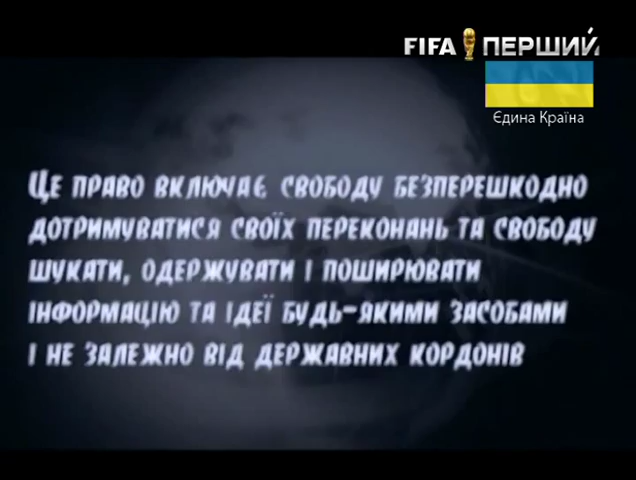 FIFA ПЕРШИЙ
Єдина Країна
Це право включає свободу безперешкодно
дотримуватися своїх переконань та свободу
шукати, одержувати і поширювати
інформацію та ідеї будь-якими засобами
і не залежно від державних кордонів